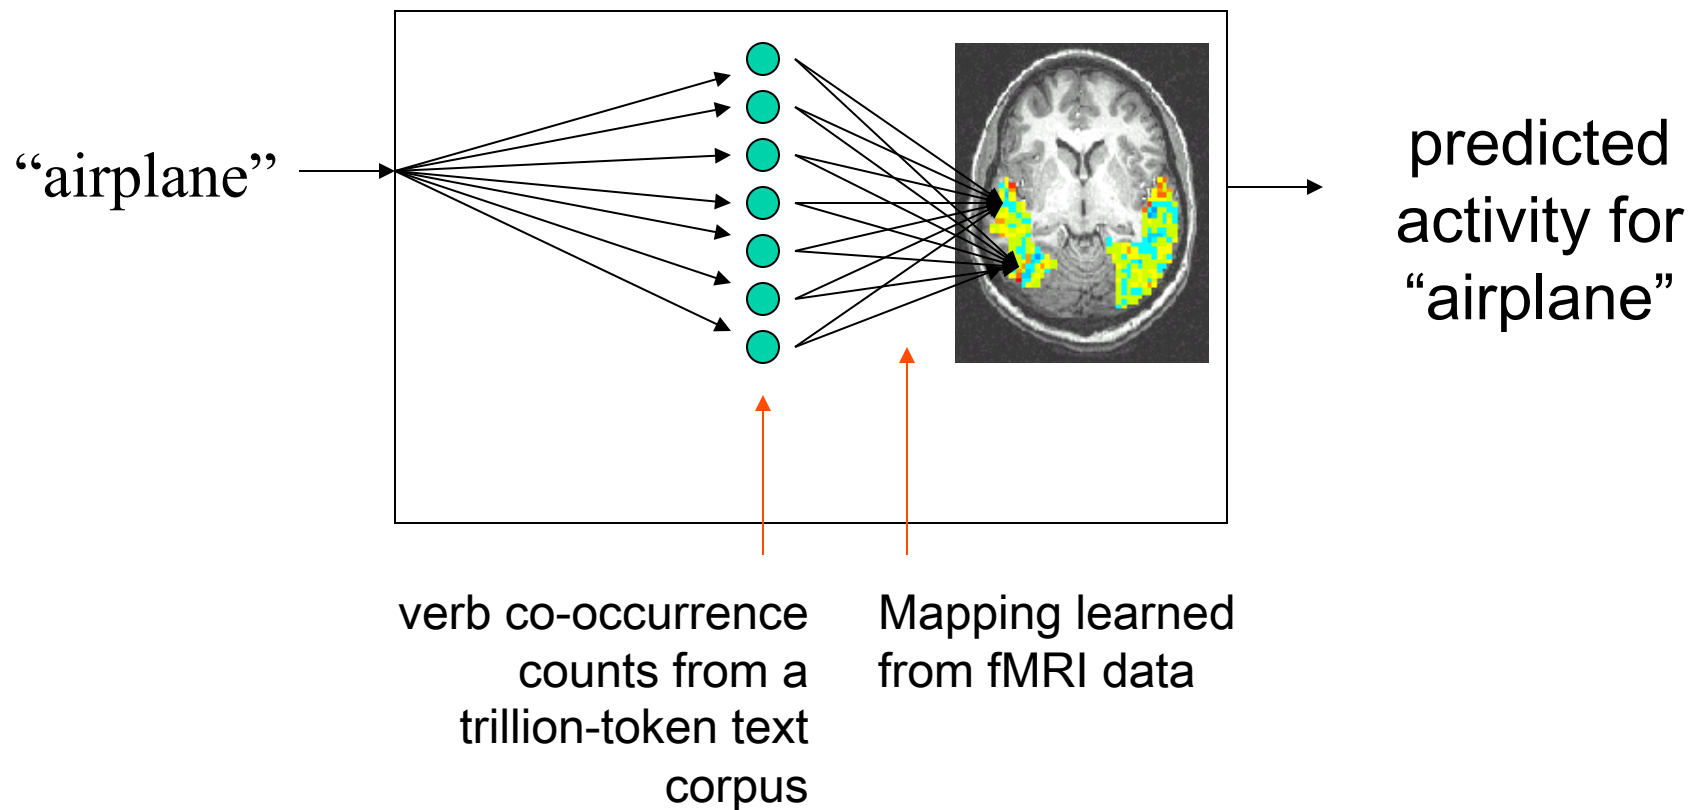 “airplane”
predicted
activity for
“airplane”
verb co-occurrence
counts from a
trillion-token text
corpus
Mapping learned
from fMRI data